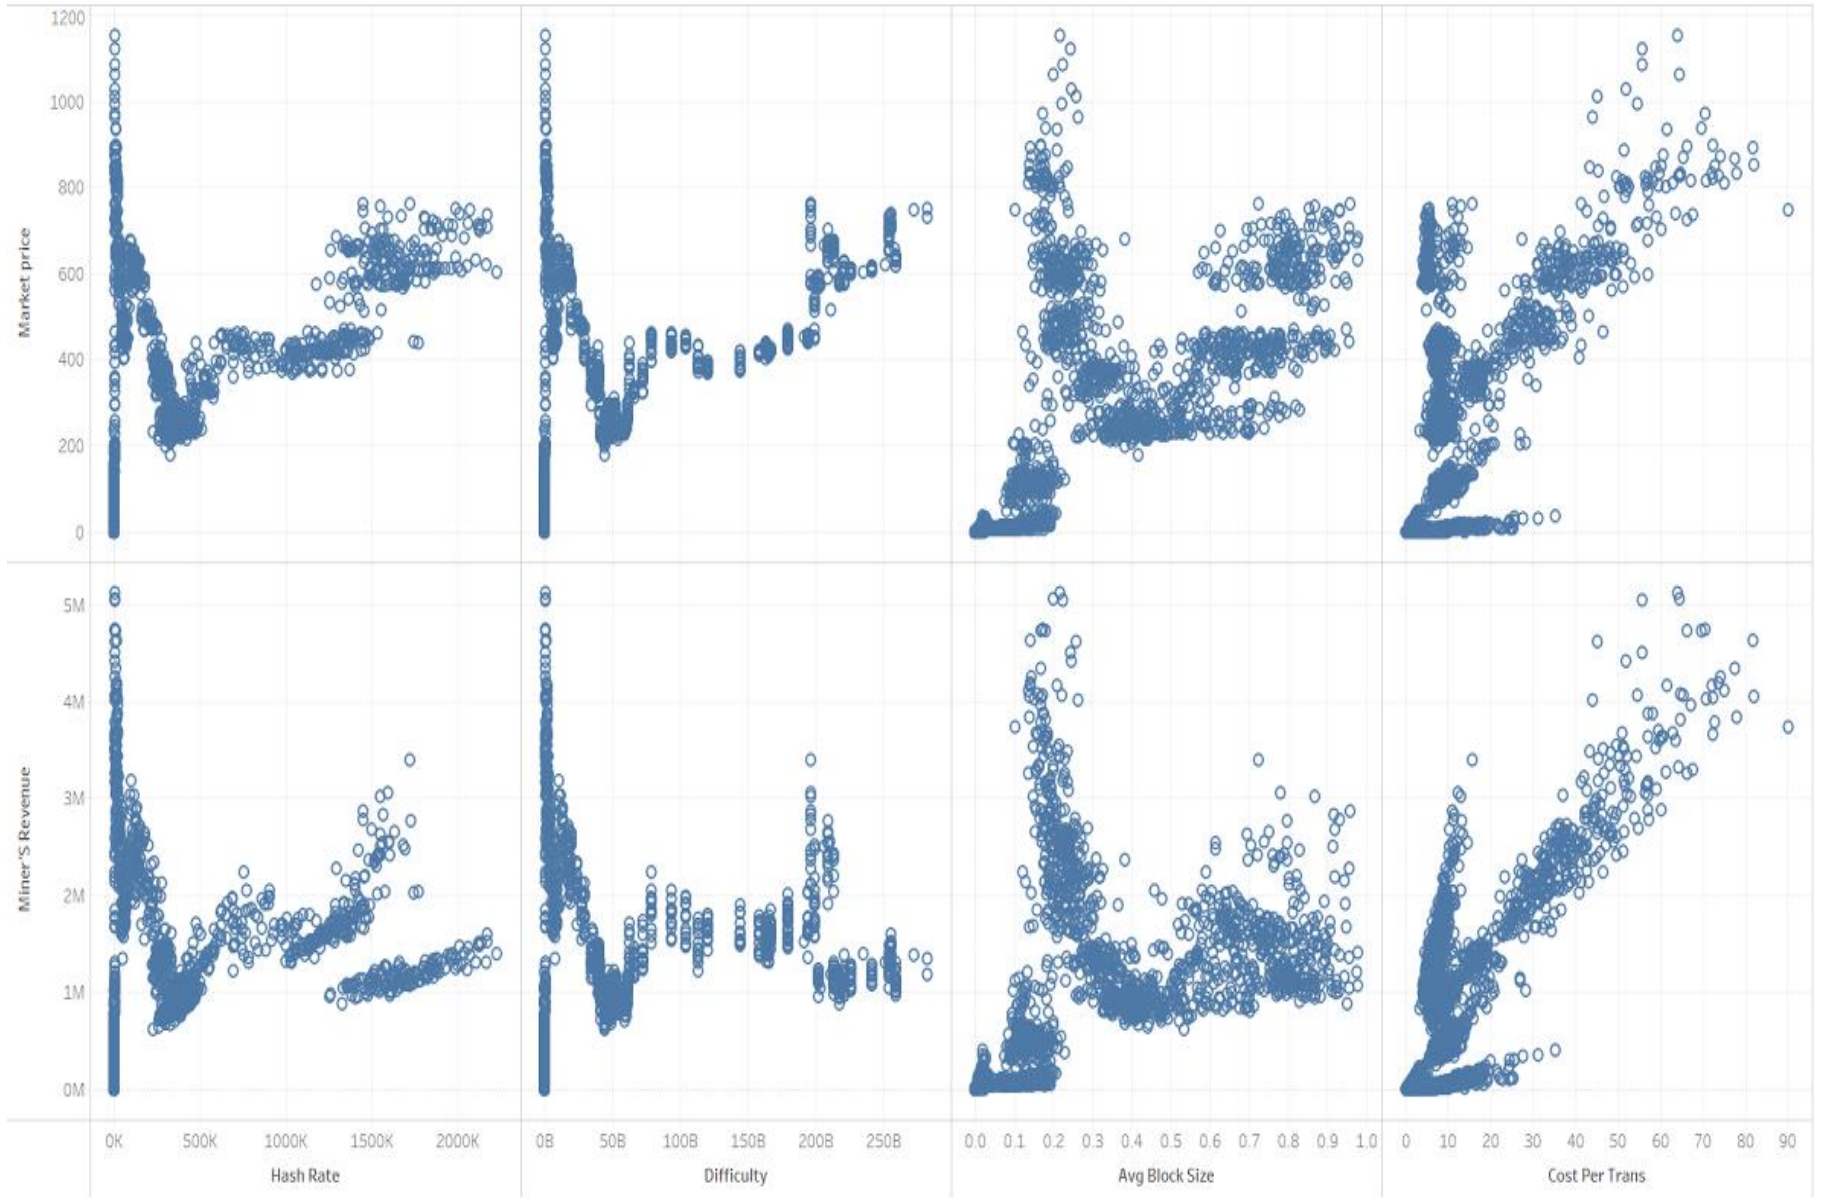 1200
1000
800
600
400
200
0
Market price
5M
4M
3M
2M
1M
0M
Miner'S Revenue
0K 500K 1000K 1500K 2000K 0B 50B 100B 150B 200B 250B 0.0 0.1 0.2 0.3 0.4 0.5 0.6 0.7 0.8 0.9 1.0 0 10 20 30 40 50 60 70 80 90
Hash Rate Difficulty Avg Block Size Cost Per Trans